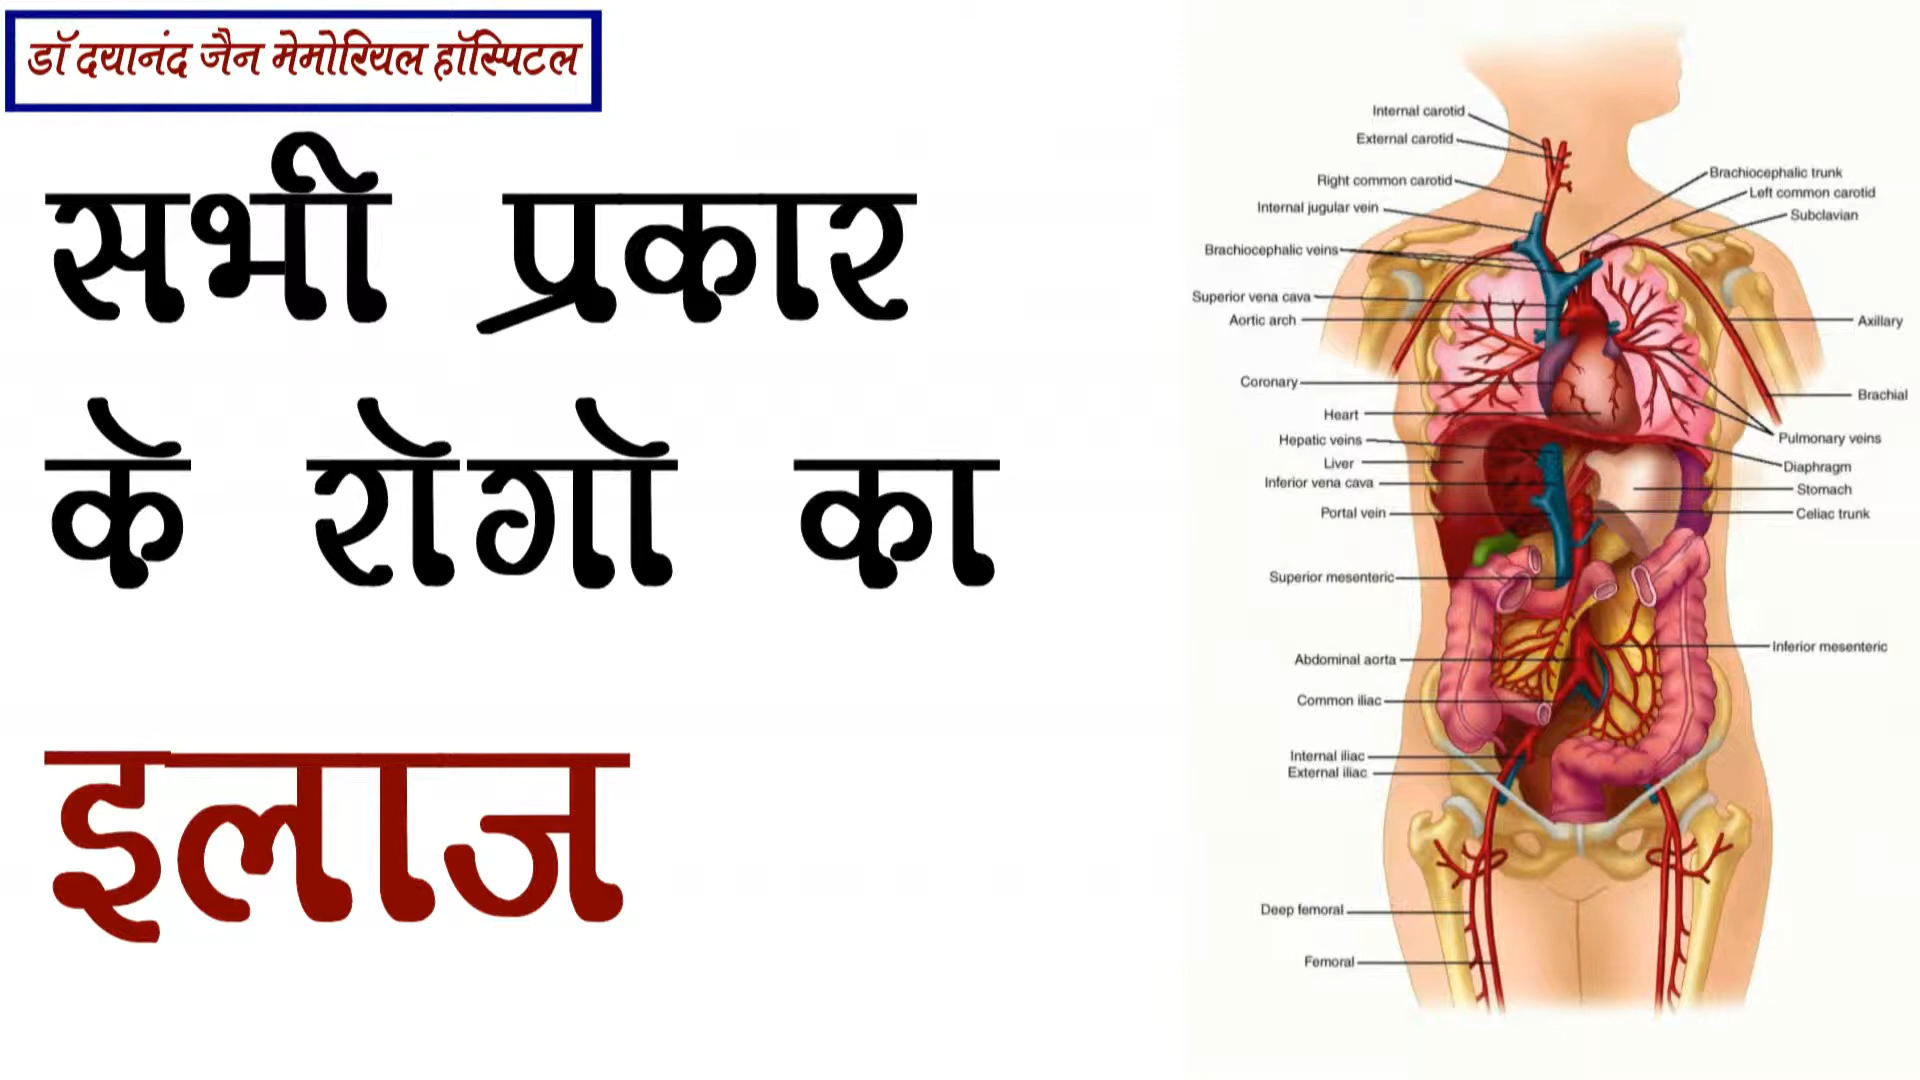 डॉ दयानंद जैन मेमोरियल हॉस्पिटल
सभी प्रकार
के रोगो का
इलाज
Internal carotid
External carotid
Right common carotid
Internal jugular vein
Brachiocephalic veins
Superior vena cava
Aortic arch
Coronary
Heart
Hepatic veins
Liver
Inferior vena cava
Portal vein
Superior mesenteric
Abdominal aorta
Common iliac
Internal iliac
External iliac
Deep femoral
Femoral
Brachiocephalic trunk
Left common carotid
Subclavian
Axillary
Brachial
Pulmonary veins
Diaphragm
Stomach
Celiac trunk
Inferior mesenteric